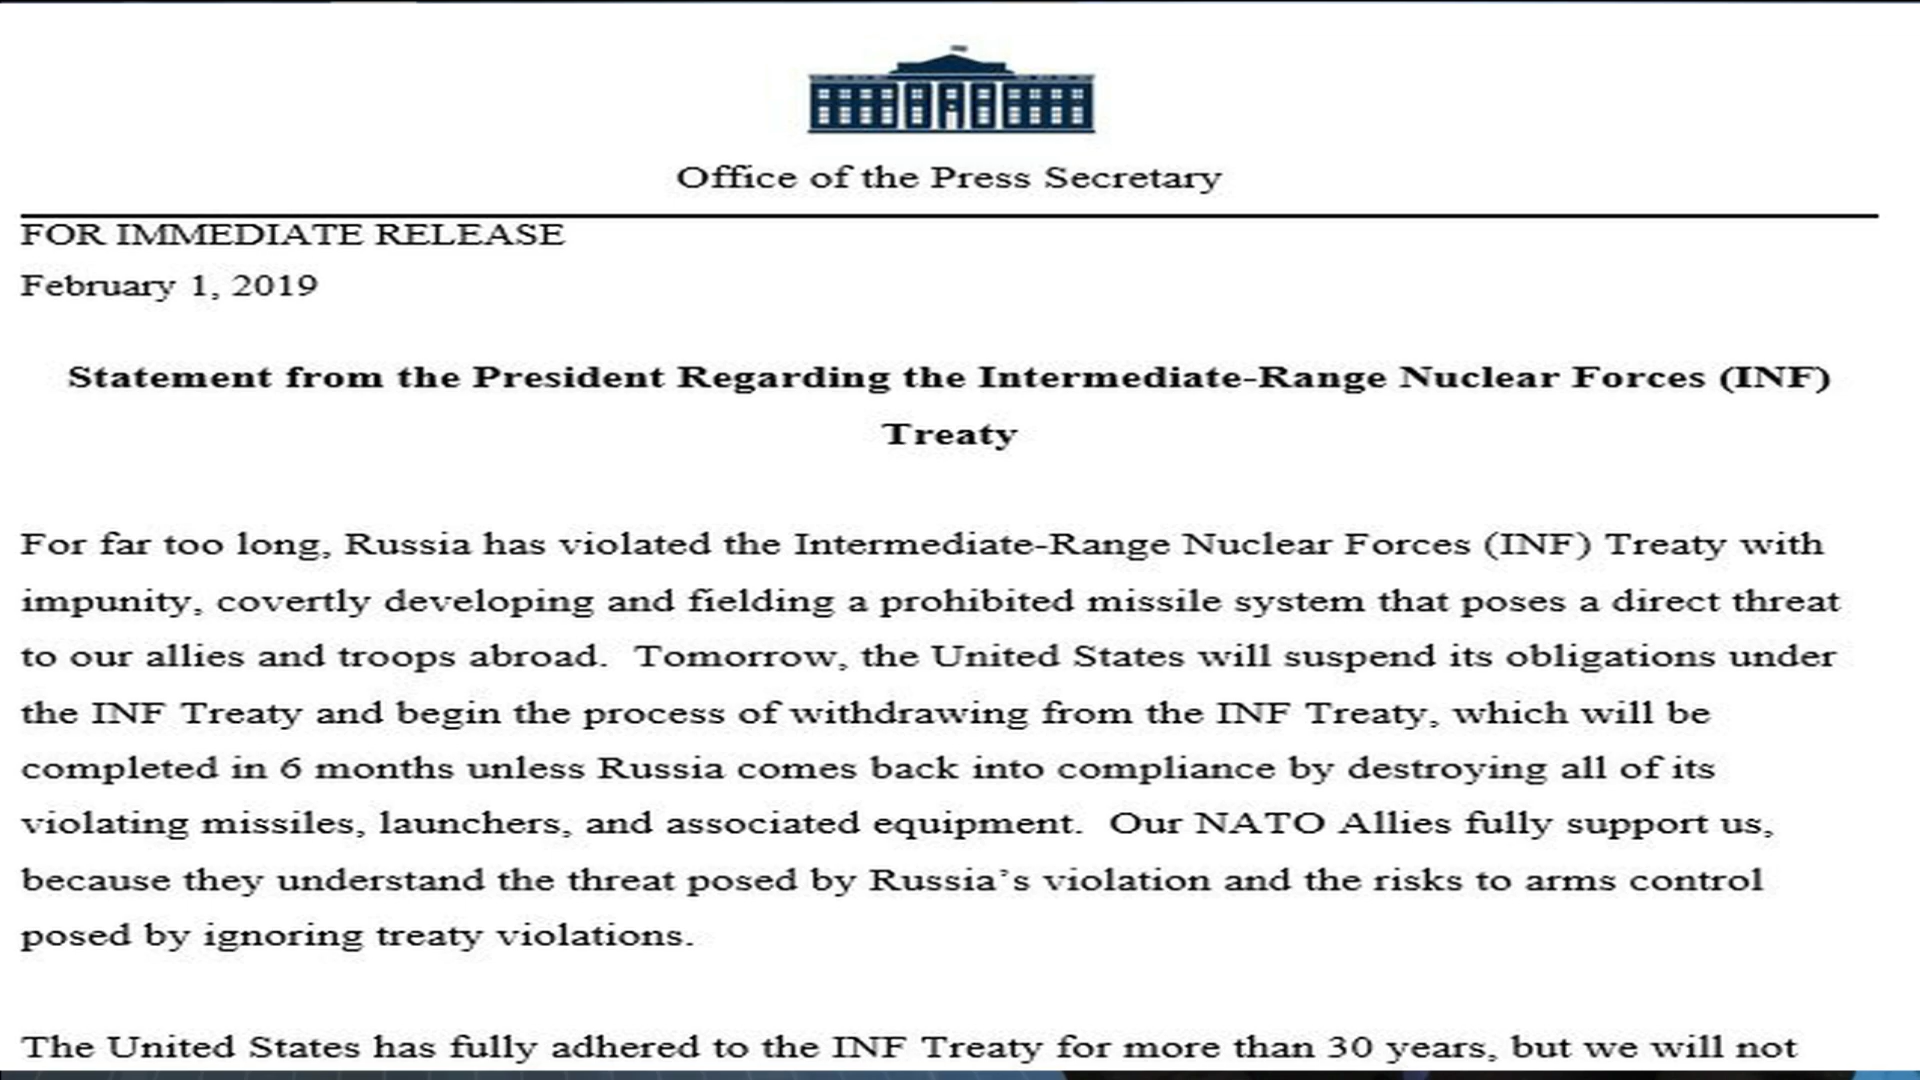 Office of the Press Secretary
FOR IMMEDIATE RELEASE
February 1, 2019
Statement from the President Regarding the Intermediate-Range Nuclear Forces (INF)
Treaty
For far too long, Russia has violated the Intermediate-Range Nuclear Forces (INF) Treaty with
impunity, covertly developing and fielding a prohibited missile system that poses a direct threat
to our allies and troops abroad.  Tomorrow, the United States will suspend its obligations under
the INF Treaty and begin the process of withdrawing from the INF Treaty, which will be
completed in 6 months unless Russia comes back into compliance by destroying all of its
violating missiles, launchers, and associated equipment.  Our NATO Allies fully support us,
because they understand the threat posed by Russia’s violation and the risks to arms control
posed by ignoring treaty violations.
The United States has fully adhered to the INF Treaty for more than 30 years, but we will not